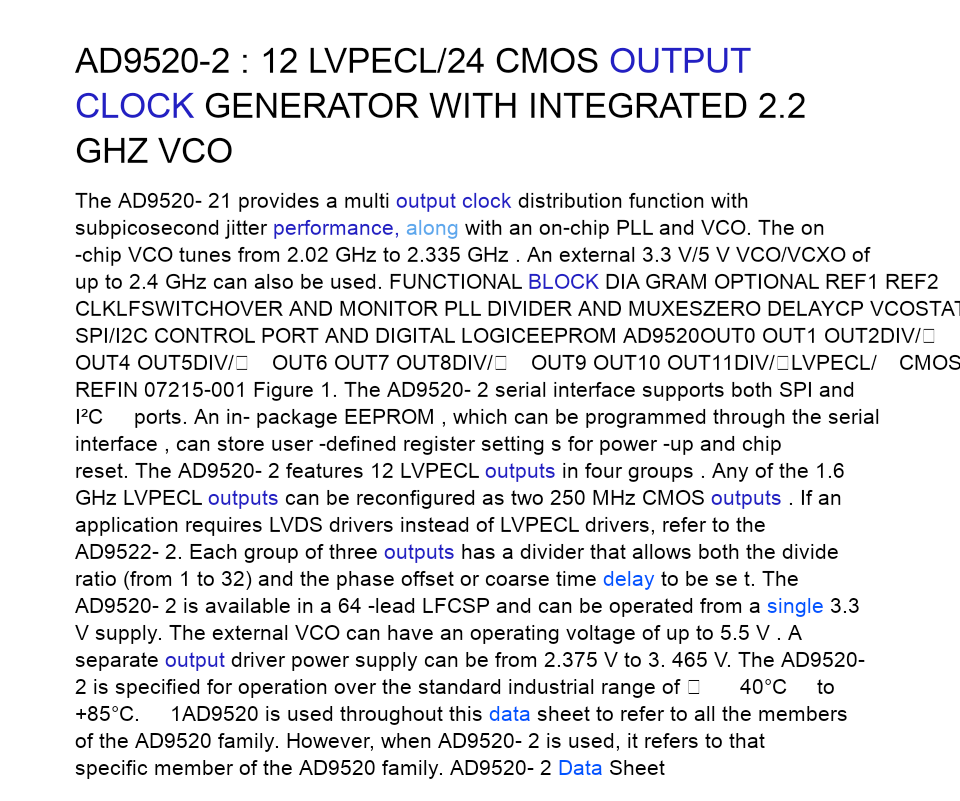 AD9520-2 : 12 LVPECL/24 CMOS OUTPUT
CLOCK GENERATOR WITH INTEGRATED 2.2
GHZ VCO
The AD9520- 21 provides a multi output clock distribution function with
subpicosecond jitter performance, along with an on-chip PLL and VCO. The on
-chip VCO tunes from 2.02 GHz to 2.335 GHz . An external 3.3 V/5 V VCO/VCXO of
up to 2.4 GHz can also be used. FUNCTIONAL BLOCK DIA GRAM OPTIONAL REF1 REF2
CLKLFSWITCHOVER AND MONITOR PLL DIVIDER AND MUXESZERO DELAYCP VCOSTAT
SPI/I2C CONTROL PORT AND DIGITAL LOGICEEPROM AD9520OUT0 OUT1 OUT2DIV/□
OUT4 OUT5DIV/□ OUT6 OUT7 OUT8DIV/□ OUT9 OUT10 OUT11DIV/□LVPECL/ CMOS
REFIN 07215-001 Figure 1. The AD9520- 2 serial interface supports both SPI and
I²C ports. An in- package EEPROM , which can be programmed through the serial
interface , can store user -defined register setting s for power -up and chip
reset. The AD9520- 2 features 12 LVPECL outputs in four groups . Any of the 1.6
GHz LVPECL outputs can be reconfigured as two 250 MHz CMOS outputs . If an
application requires LVDS drivers instead of LVPECL drivers, refer to the
AD9522- 2. Each group of three outputs has a divider that allows both the divide
ratio (from 1 to 32) and the phase offset or coarse time delay to be se t. The
AD9520- 2 is available in a 64 -lead LFCSP and can be operated from a single 3.3
V supply. The external VCO can have an operating voltage of up to 5.5 V . A
separate output driver power supply can be from 2.375 V to 3. 465 V. The AD9520-
2 is specified for operation over the standard industrial range of □ 40°C to
+85°C. 1AD9520 is used throughout this data sheet to refer to all the members
of the AD9520 family. However, when AD9520- 2 is used, it refers to that
specific member of the AD9520 family. AD9520- 2 Data Sheet